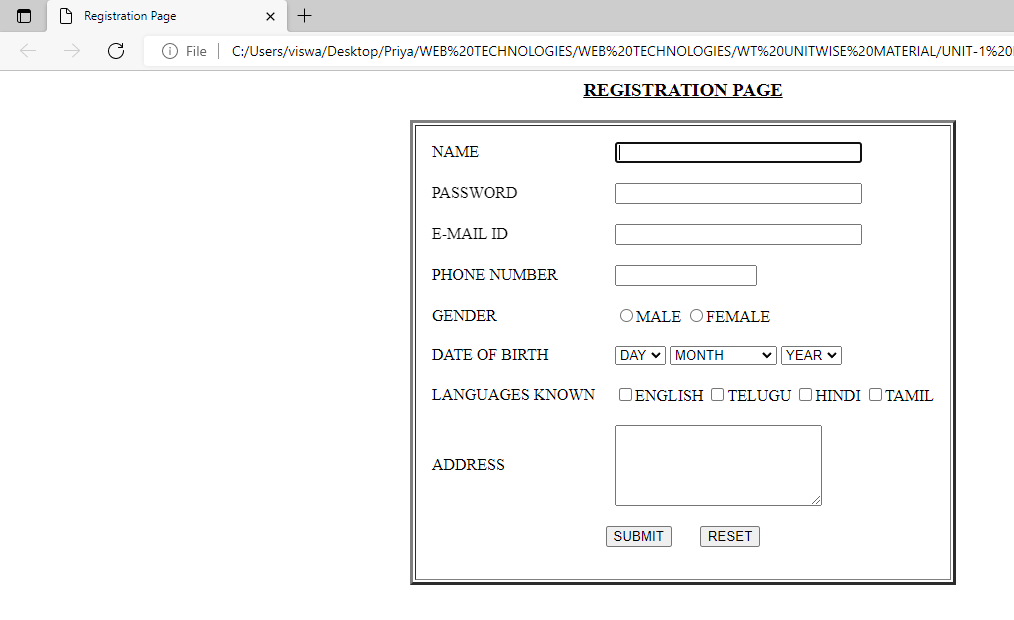 Registration Page
File C:/Users/viswa/Desktop/Priya/WEB%20TECHNOLOGIES/WEB%20TECHNOLOGIES/WT%20UNITWISE%20MATERIAL/UNIT-1%20
REGISTRATION PAGE
NAME
PASSWORD
E-MAIL ID
PHONE NUMBER
GENDER MALE FEMALE
DATE OF BIRTH DAY MONTH YEAR
LANGUAGES KNOWN ENGLISH TELUGU HINDI TAMIL
ADDRESS
SUBMIT RESET